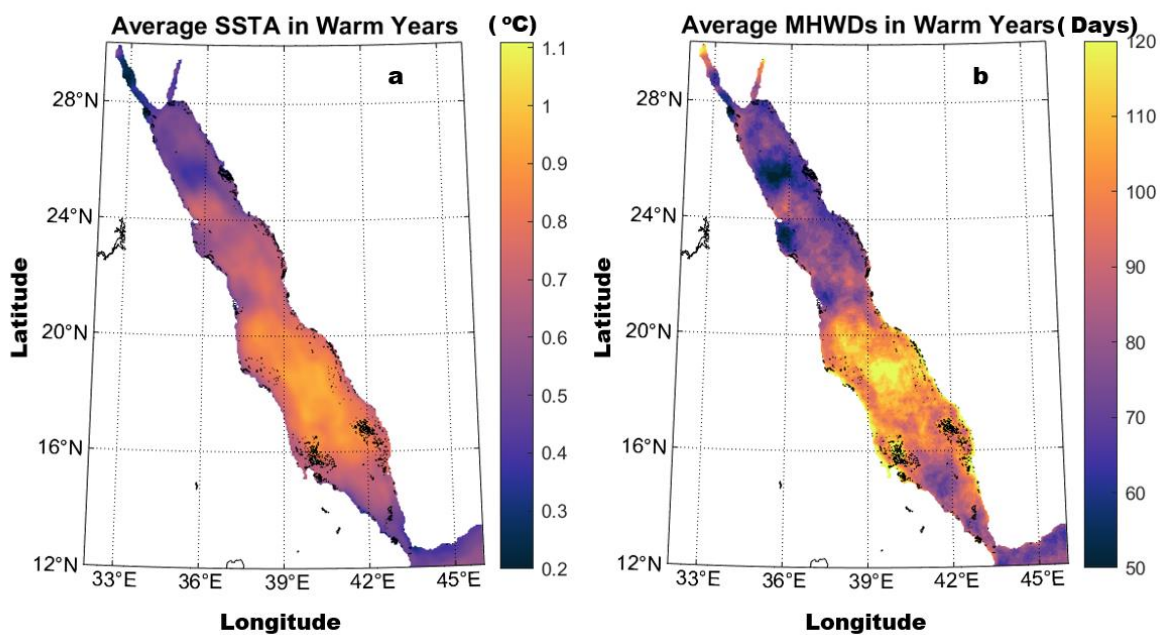 Average SSTA in Warm Years (ºC)
a
1.1
1
0.9
0.8
0.7
0.6
0.5
0.4
0.3
0.2
28°N
24°N
20°N
16°N
12°N
Latitude
33°E 36°E 39°E 42°E 45°E
Longitude
Average MHWDs in Warm Years (Days)
b
120
110
100
90
80
70
60
50
28°N
24°N
20°N
16°N
12°N
Latitude
33°E 36°E 39°E 42°E 45°E
Longitude